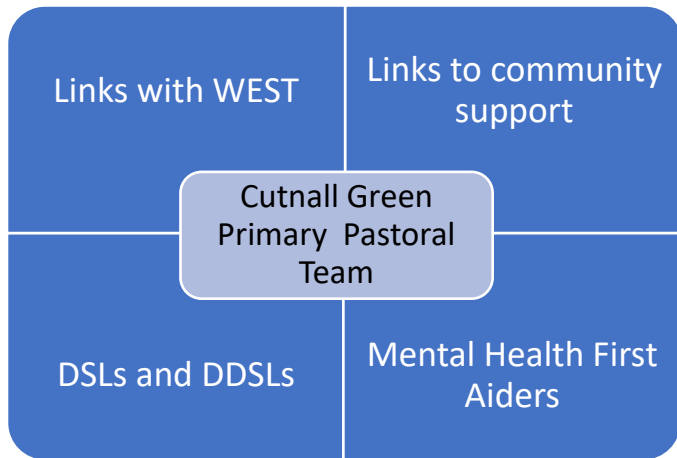 Links with WEST
Links to community
support
Cutnall Green
Primary Pastoral
Team
DSLs and DDSLs
Mental Health First
Aiders